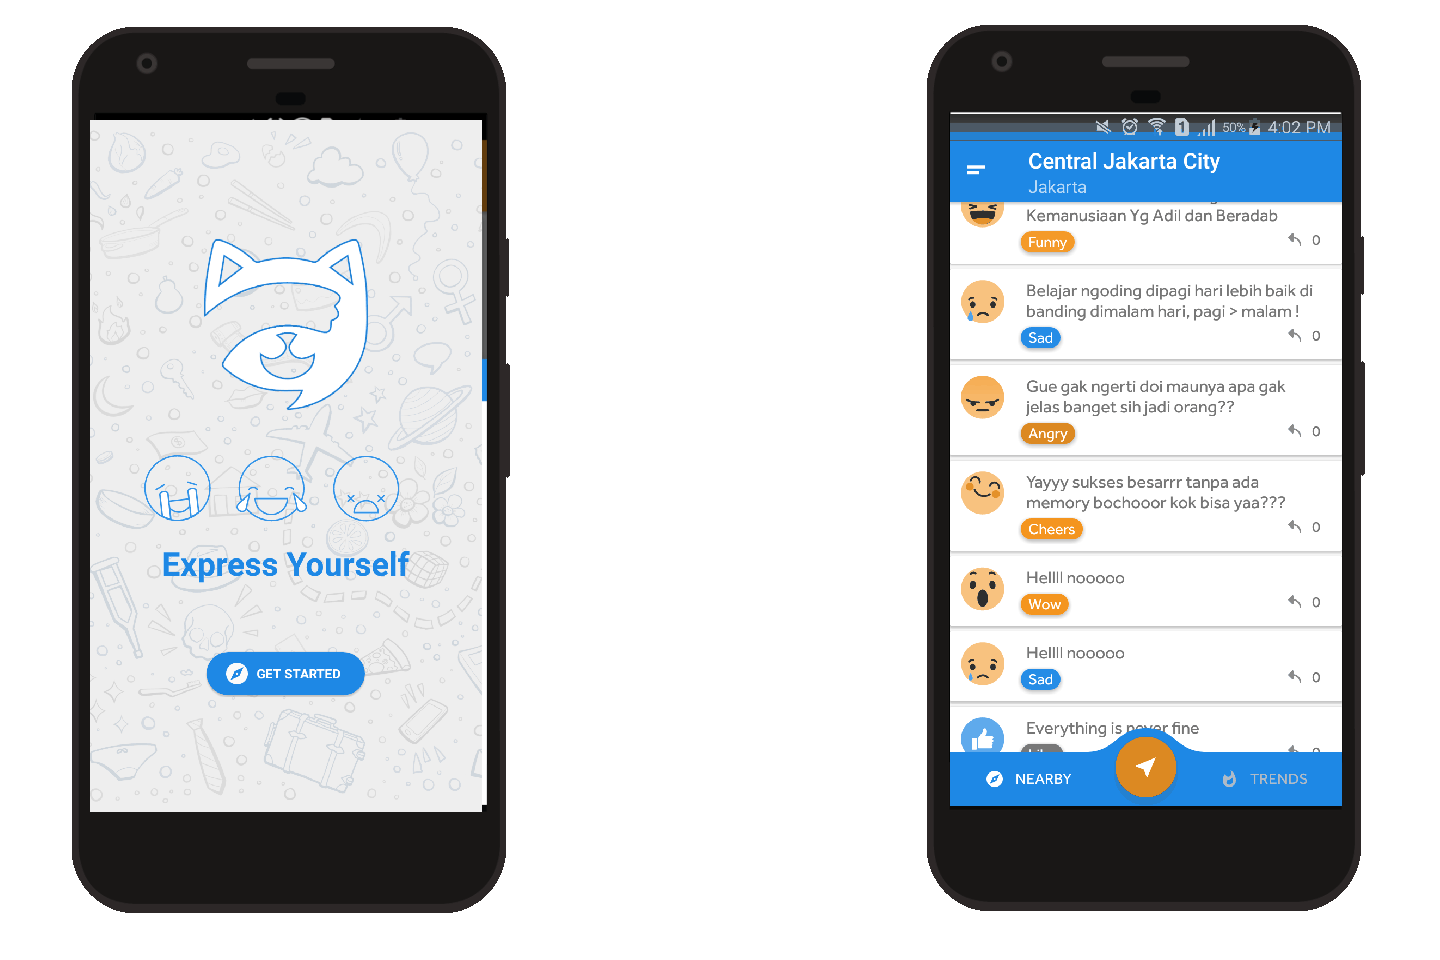 Express Yourself
GET STARTED
1
50%
4:02 PM
Central Jakarta City
Jakarta
Kemanusiaan Yg Adil dan Beradab
Funny
0
Belajar ngoding dipagi hari lebih baik di
banding dimalam hari, pagi > malam !
Sad
0
Gue gak ngerti doi maunya apa gak
jelas banget sih jadi orang??
Angry
0
Yayyy sukses besarrr tanpa ada
memory bochooor kok bisa yaa???
Cheers
0
Hellll nooooo
Wow
0
Hellll nooooo
Sad
0
Everything is never fine
NEARBY
TRENDS